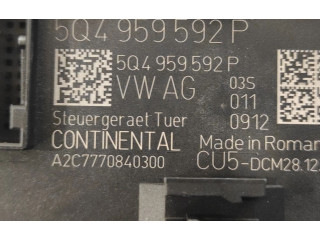 5Q4 959 592 P
5Q4 959 592 P
VW AG 03S
011
Steuergeraet Tuer 0912
CONTINENTAL Made in Roman
A2C7770840300 CU5-DCM28.12.